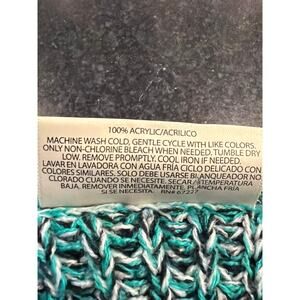 100% ACRYLIC/ACRILICO
MACHINE WASH COLD, GENTLE CYCLE WITH LIKE COLORS.
ONLY NON-CHLORINE BLEACH WHEN NEEDED. TUMBLE DRY
LOW. REMOVE PROMPTLY. COOL IRON IF NEEDED.
LAVAR EN LAVADORA CON AGUA FRIA CICLO DELICADO CON
COLORES SIMILARES. SOLO DEBE USARSE BLANQUEADOR NO
CLORADO CUANDO SE NECESITE. SECAR A TEMPERATURA
BAJA. REMOVER INMEDIATAMENTE. PLANCHA FRIA
SI SE NECESITA. RN# 67227